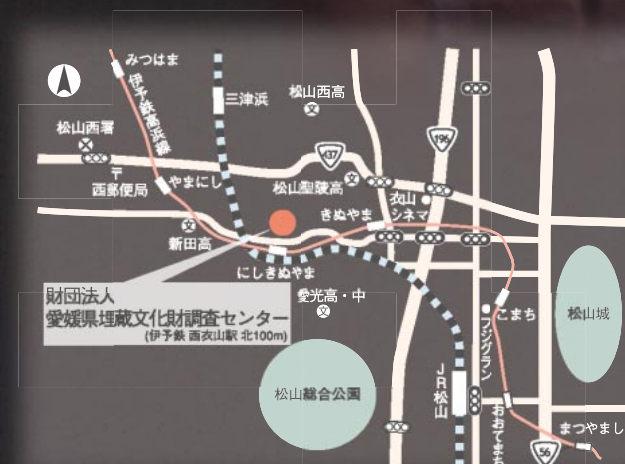 みつはま
伊予鉄高浜線
三津浜
松山西高
文
松山西署
196
437
〒
西郵便局
やまにし
松山聖陵高
文
衣山
シネマ
きぬやま
文
新田高
にしきぬやま
財団法人
愛媛県埋蔵文化財調査センター
(伊予鉄 西衣山駅 北100m)
愛光高・中
文
こまち
フジグラン
松山城
JR松山
松山総合公園
おおてまち
まつやまし
56